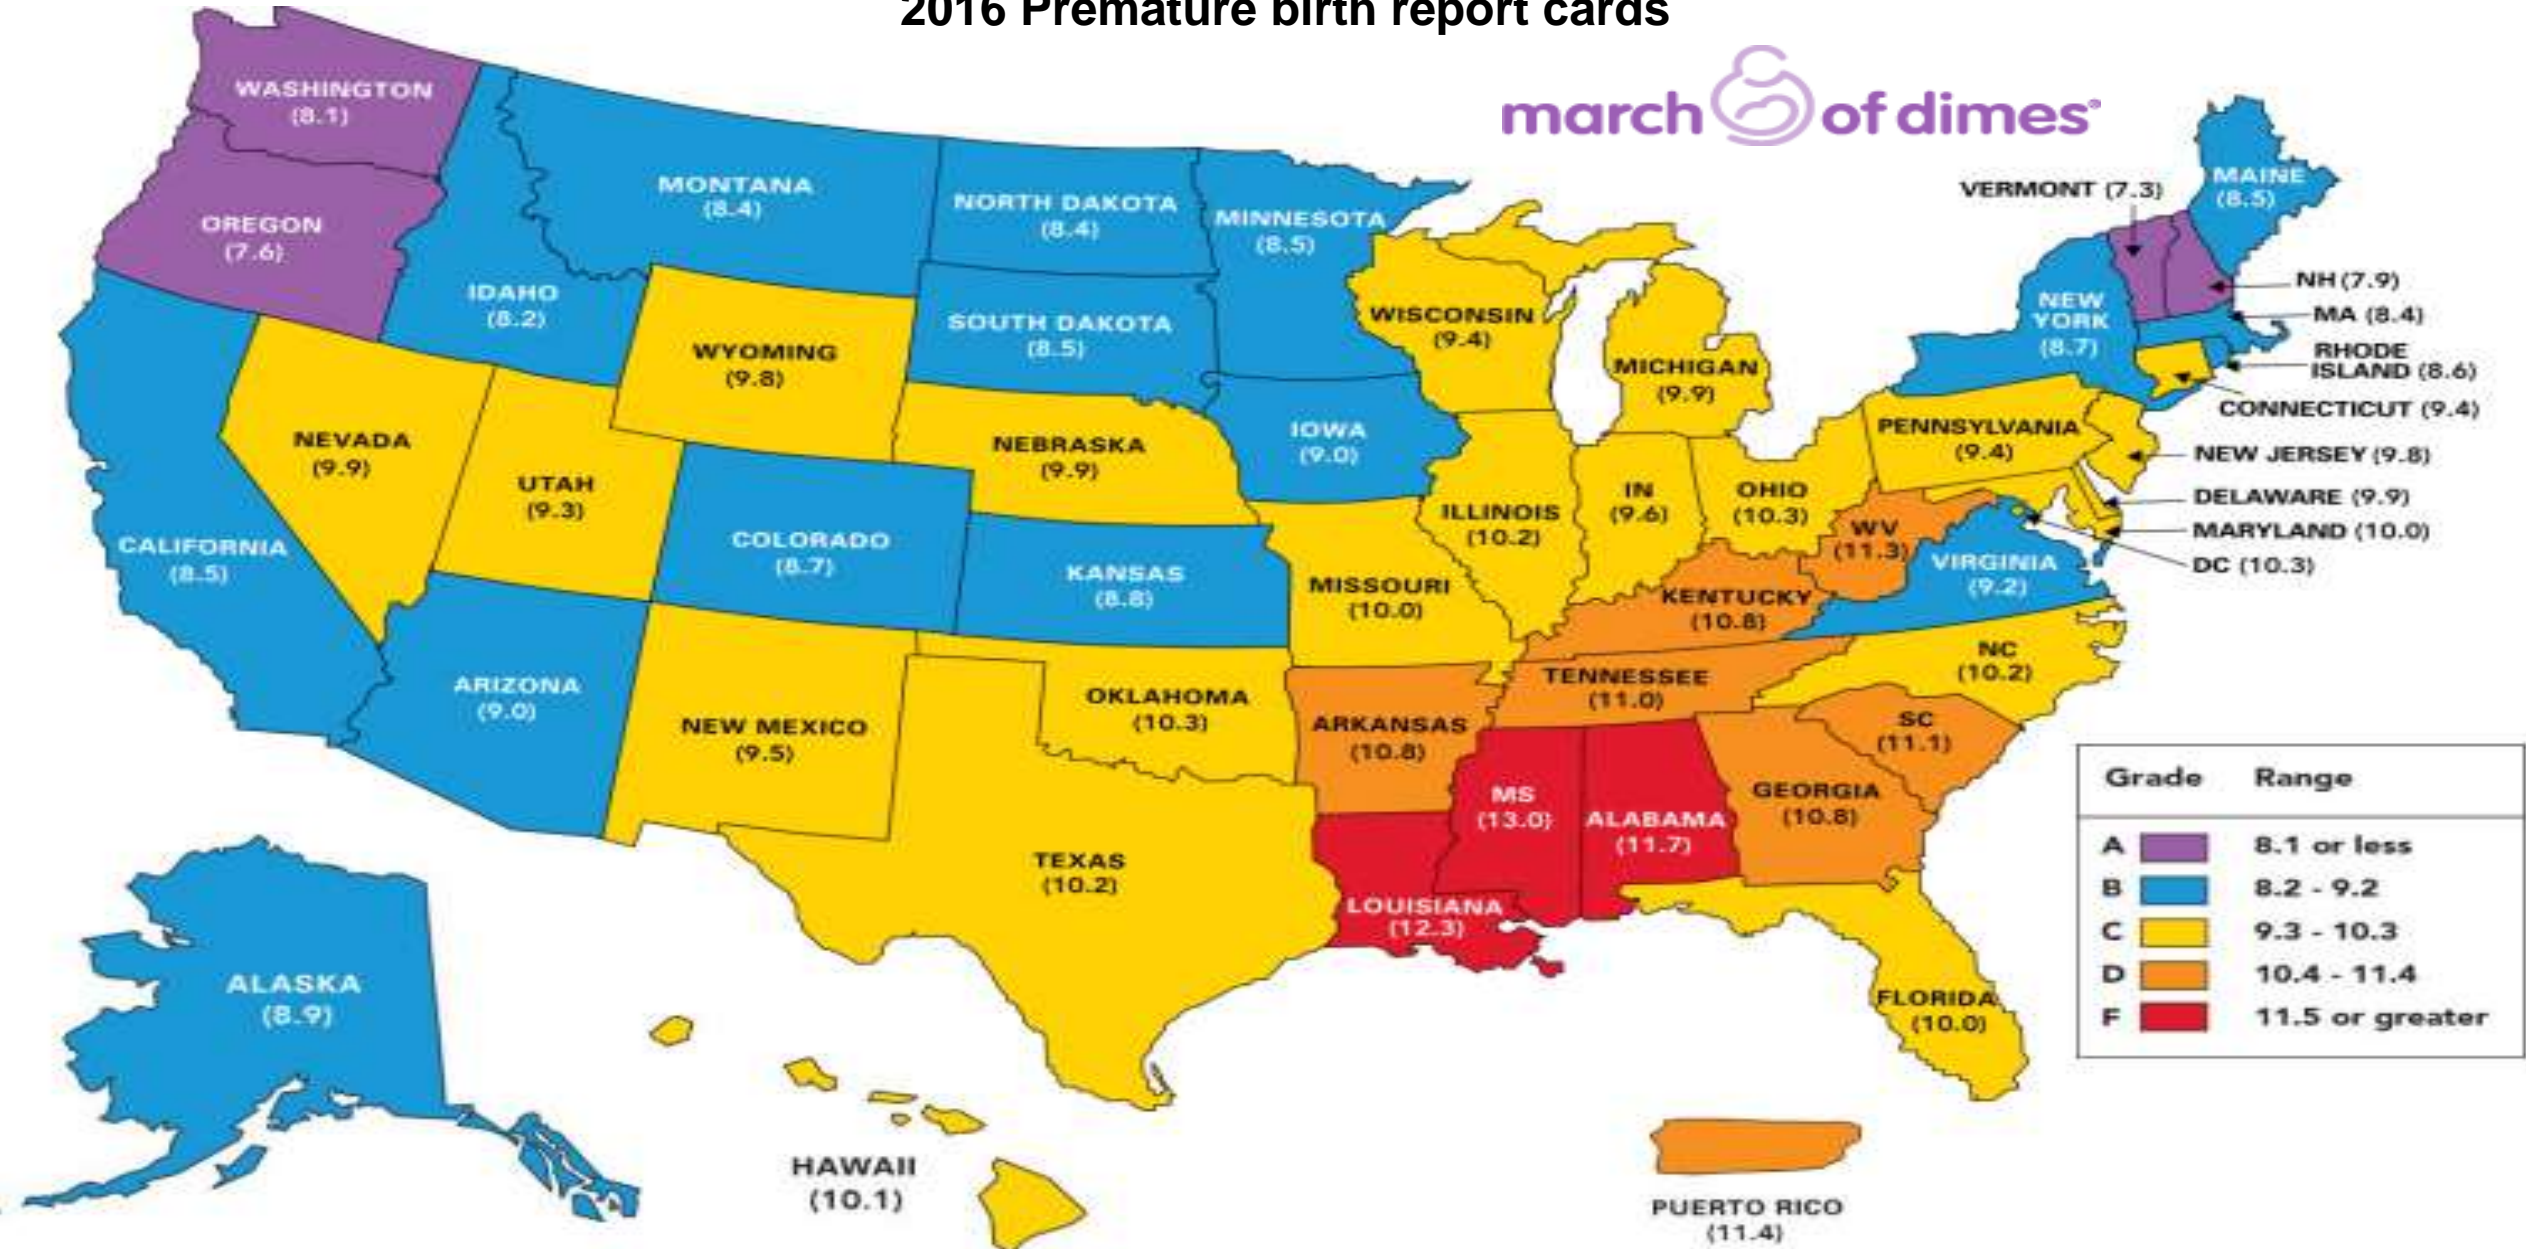 2016 Premature birth report cards
march of dimes®
WASHINGTON
(8.1)
OREGON
(7.6)
MONTANA
(8.4)
IDAHO
(8.2)
NORTH DAKOTA
(8.4)
MINNESOTA
(8.5)
SOUTH DAKOTA
(8.5)
WYOMING
(9.8)
WISCONSIN
(9.4)
MICHIGAN
(9.9)
VERMONT (7.3)
MAINE
(8.5)
NH (7.9)
NEW
YORK
(8.7)
MA (8.4)
RHODE
ISLAND (8.6)
CONNECTICUT (9.4)
PENNSYLVANIA
(9.4)
NEW JERSEY (9.8)
DELAWARE (9.9)
MARYLAND (10.0)
DC (10.3)
NEVADA
(9.9)
UTAH
(9.3)
NEBRASKA
(9.9)
IOWA
(9.0)
ILLINOIS
(10.2)
IN
(9.6)
OHIO
(10.3)
WV
(11.3)
VIRGINIA
(9.2)
CALIFORNIA
(8.5)
COLORADO
(8.7)
KANSAS
(8.8)
MISSOURI
(10.0)
KENTUCKY
(10.8)
NC
(10.2)
TENNESSEE
(11.0)
ARIZONA
(9.0)
NEW MEXICO
(9.5)
OKLAHOMA
(10.3)
ARKANSAS
(10.8)
SC
(11.1)
MS
(13.0)
ALABAMA
(11.7)
GEORGIA
(10.8)
TEXAS
(10.2)
LOUISIANA
(12.3)
FLORIDA
(10.0)
ALASKA
(8.9)
HAWAII
(10.1)
PUERTO RICO
(11.4)
Grade Range
A 8.1 or less
B 8.2 - 9.2
C 9.3 - 10.3
D 10.4 - 11.4
F 11.5 or greater